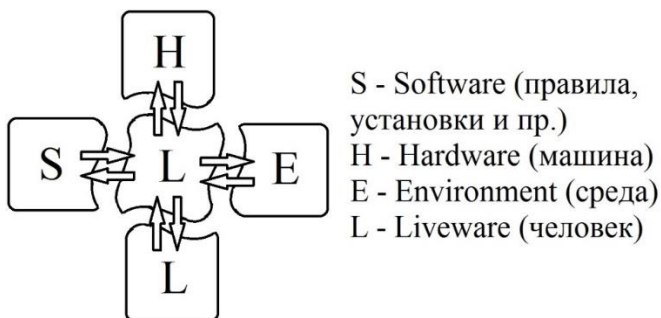 H
S
L
E
L
S - Software (правила,
установки и пр.)
H - Hardware (машина)
E - Environment (среда)
L - Liveware (человек)